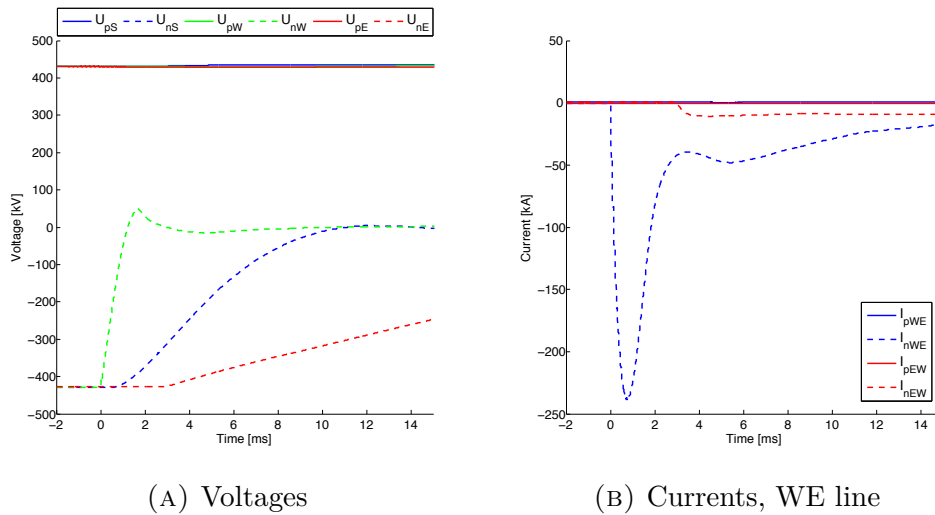 U_pS U_nS U_pW U_nW U_pE U_nE
500
400
300
200
100
0
−100
−200
−300
−400
−500
Voltage [kV]
−2 0 2 4 6 8 10 12 14
Time [ms]
(A) Voltages
50
0
−50
−100
−150
−200
−250
Current [kA]
I_pWE
I_nWE
I_pEW
I_nEW
−2 0 2 4 6 8 10 12 14
Time [ms]
(B) Currents, WE line